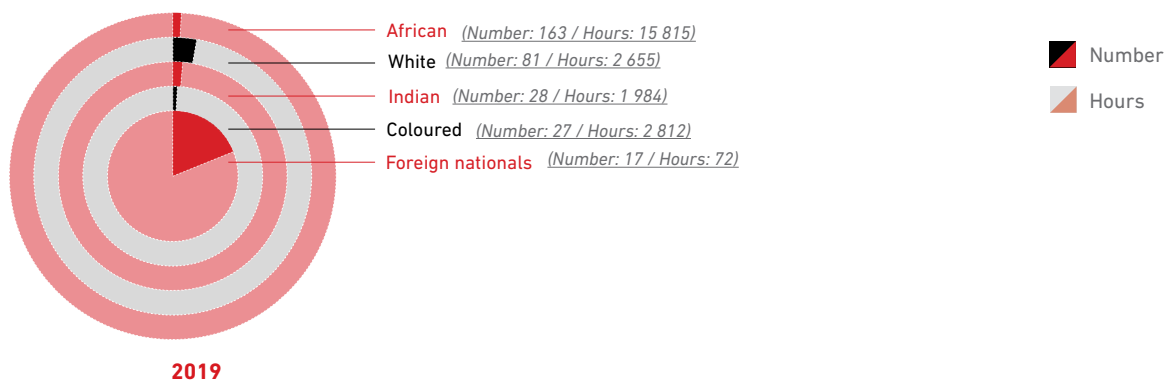 African (Number: 163 / Hours: 15 815)
White (Number: 81 / Hours: 2 655)
Indian (Number: 28 / Hours: 1 984)
Coloured (Number: 27 / Hours: 2 812)
Foreign nationals (Number: 17 / Hours: 72)
Number
Hours
2019